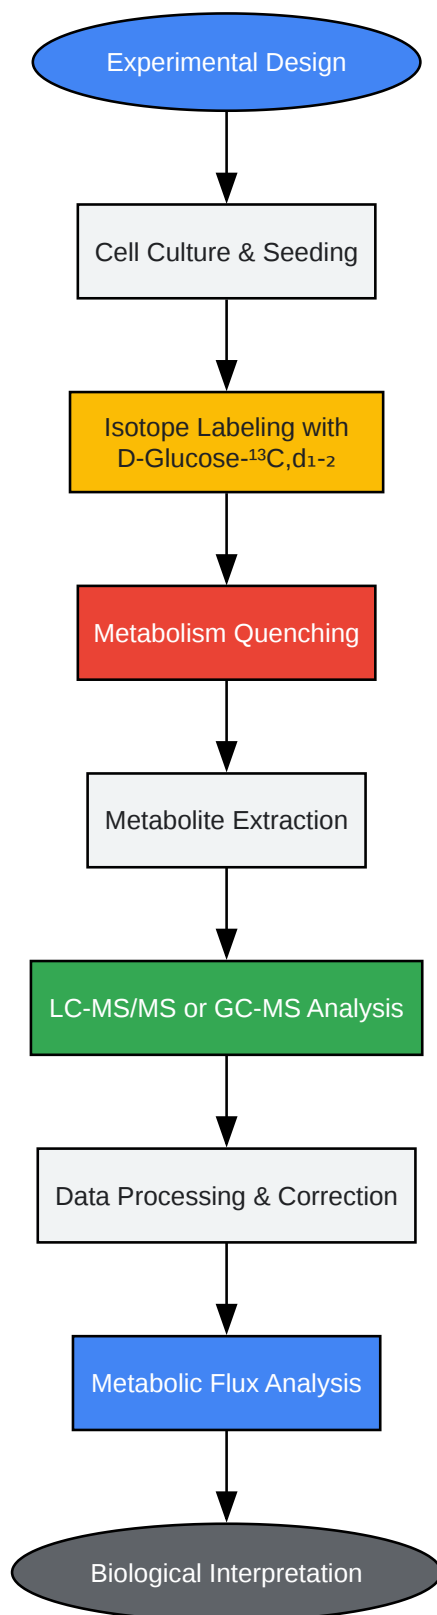 Experimental Design
Cell Culture & Seeding
Isotope Labeling with
D-Glucose-¹³C,d₁-₂
Metabolism Quenching
Metabolite Extraction
LC-MS/MS or GC-MS Analysis
Data Processing & Correction
Metabolic Flux Analysis
Biological Interpretation